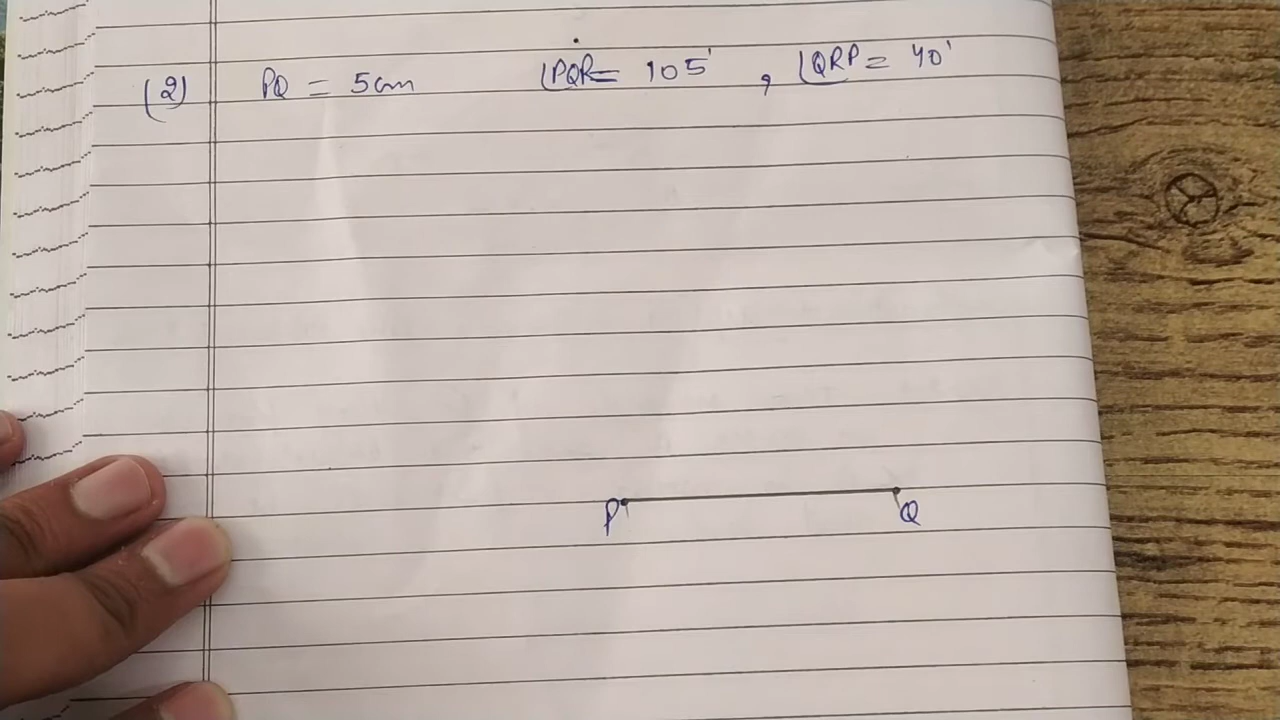 (2) PQ = 5cm ∠PQR = 105° , ∠QRP = 40°
P Q